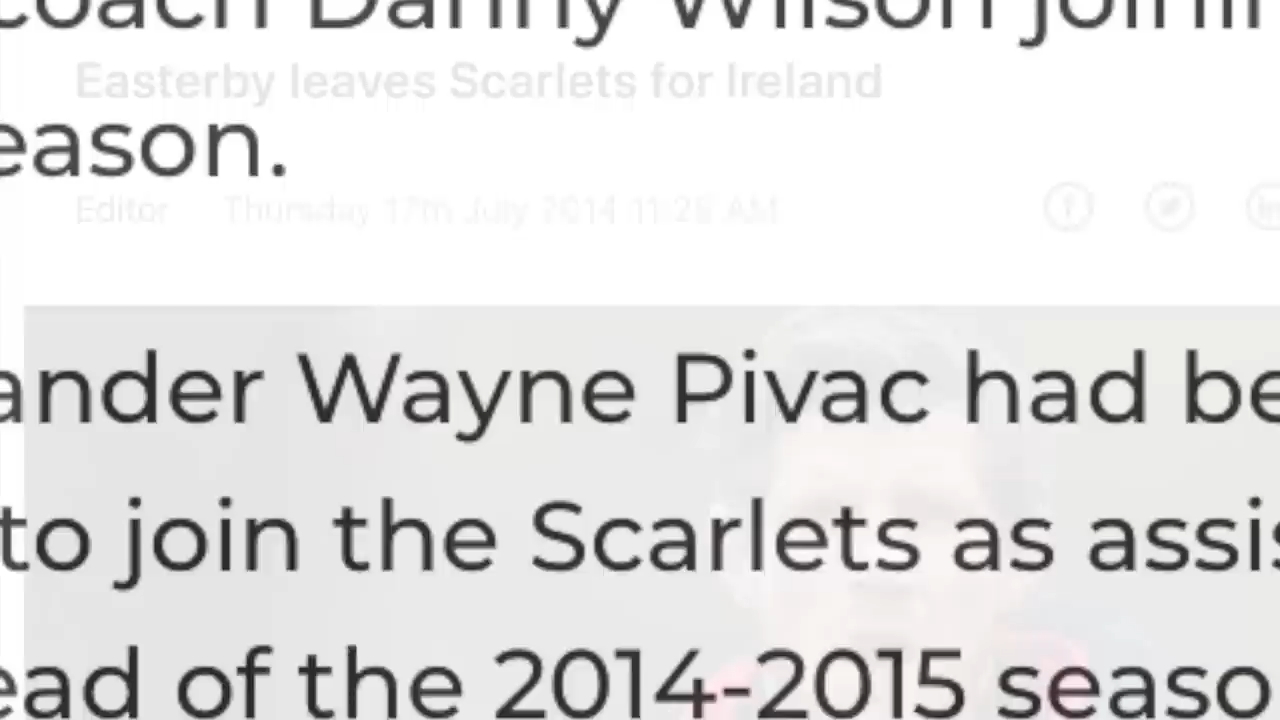 coach Danny Wilson joini
Easterby leaves Scarlets for Ireland
eason.
Editor Thursday 17th July 2014 11:28 AM
ander Wayne Pivac had be
to join the Scarlets as assis
ead of the 2014-2015 seaso